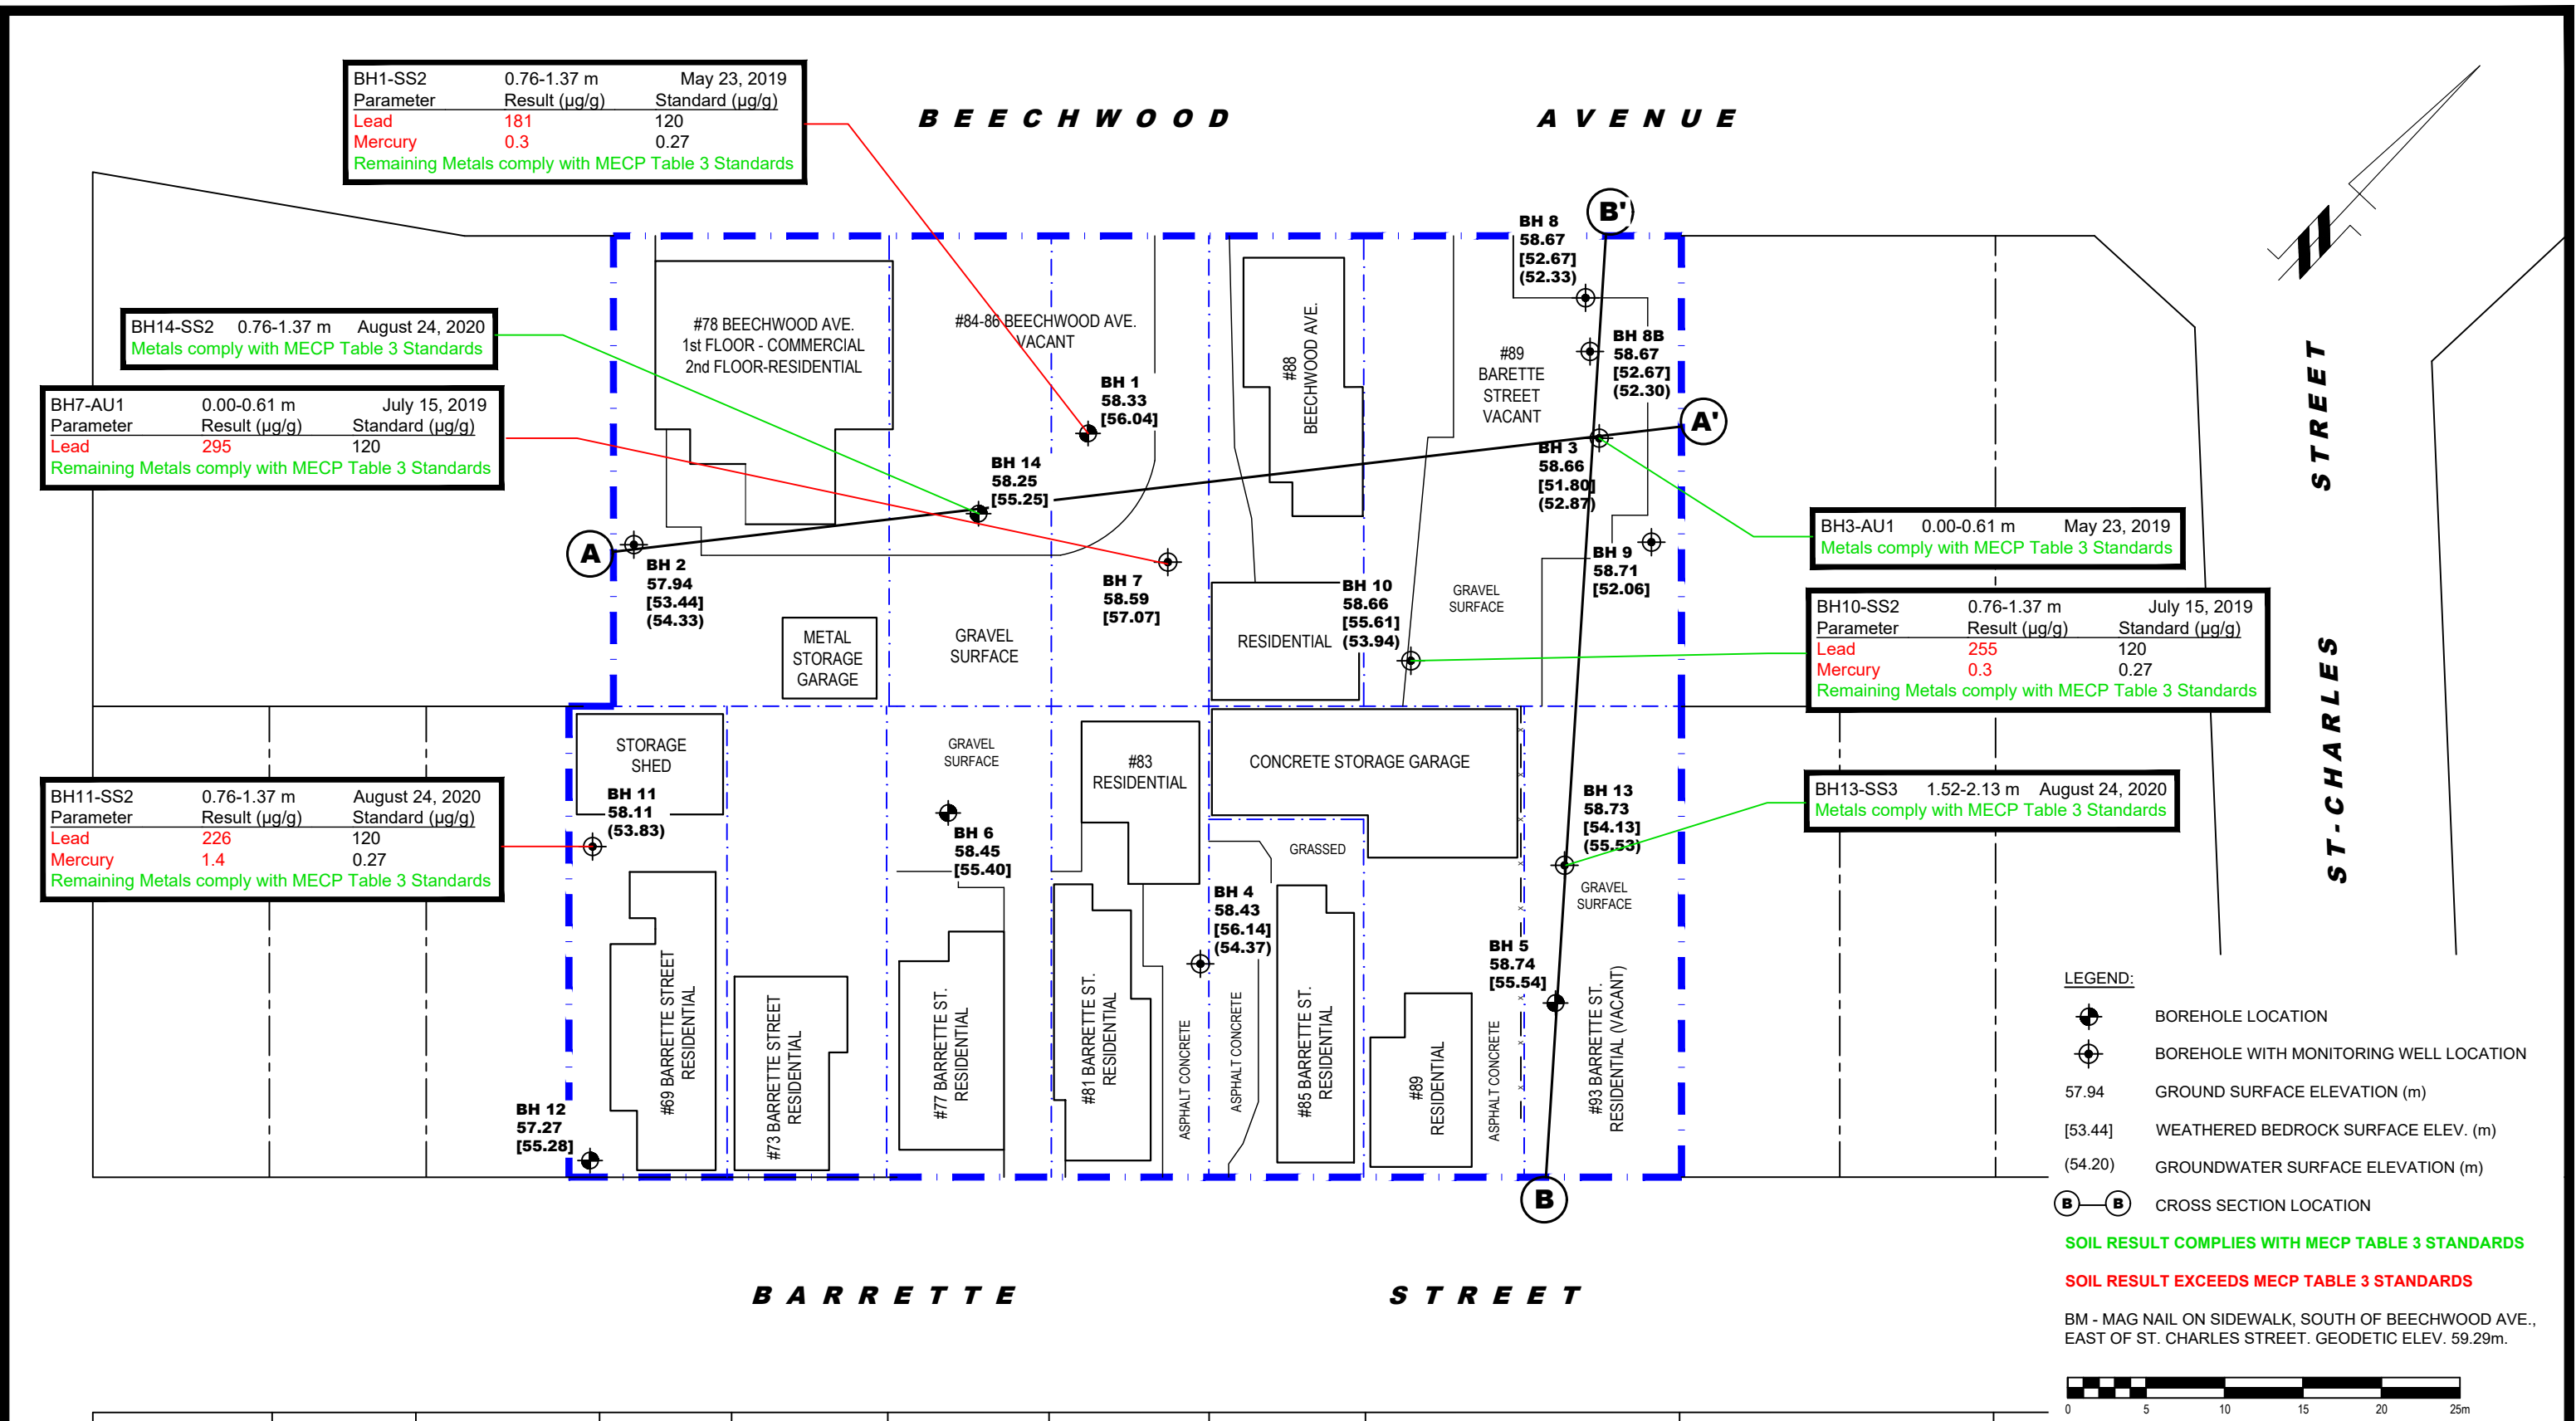 BH1-SS2 0.76-1.37 m May 23, 2019
Parameter Result (µg/g) Standard (µg/g)
Lead 181 120
Mercury 0.3 0.27
Remaining Metals comply with MECP Table 3 Standards
BEECHWOOD AVENUE
BH14-SS2 0.76-1.37 m August 24, 2020
Metals comply with MECP Table 3 Standards
BH7-AU1 0.00-0.61 m July 15, 2019
Parameter Result (µg/g) Standard (µg/g)
Lead 295 120
Remaining Metals comply with MECP Table 3 Standards
BH11-SS2 0.76-1.37 m August 24, 2020
Parameter Result (µg/g) Standard (µg/g)
Lead 226 120
Mercury 1.4 0.27
Remaining Metals comply with MECP Table 3 Standards
#78 BEECHWOOD AVE.
1st FLOOR - COMMERCIAL
2nd FLOOR-RESIDENTIAL
#84-86 BEECHWOOD AVE.
VACANT
BH 1
58.33
[56.04]
BH 14
58.25
[55.25]
#88
BEECHWOOD AVE.
BH 8
58.67
[52.67]
(52.33)
B'
BH 8B
58.67
[52.67]
(52.30)
#89
BARETTE
STREET
VACANT
A'
BH 3
58.66
[51.80]
(52.87)
A
BH 2
57.94
[53.44]
(54.33)
BH 7
58.59
[57.07]
BH 9
58.71
[52.06]
BH 10
58.66
[55.61]
(53.94)
GRAVEL
SURFACE
METAL
STORAGE
GARAGE
GRAVEL
SURFACE
RESIDENTIAL
BH3-AU1 0.00-0.61 m May 23, 2019
Metals comply with MECP Table 3 Standards
BH10-SS2 0.76-1.37 m July 15, 2019
Parameter Result (µg/g) Standard (µg/g)
Lead 255 120
Mercury 0.3 0.27
Remaining Metals comply with MECP Table 3 Standards
BH13-SS3 1.52-2.13 m August 24, 2020
Metals comply with MECP Table 3 Standards
ST-CHARLES STREET
STORAGE
SHED
BH 11
58.11
(53.83)
GRAVEL
SURFACE
#83
RESIDENTIAL
CONCRETE STORAGE GARAGE
BH 6
58.45
[55.40]
GRASSED
BH 13
58.73
[54.13]
(55.53)
GRAVEL
SURFACE
BH 4
58.43
[56.14]
(54.37)
BH 5
58.74
[55.54]
#69 BARRETTE STREET
RESIDENTIAL
#73 BARRETTE STREET
RESIDENTIAL
#77 BARRETTE ST.
RESIDENTIAL
#81 BARRETTE ST.
RESIDENTIAL
ASPHALT CONCRETE
ASPHALT CONCRETE
#85 BARRETTE ST.
RESIDENTIAL
#89
RESIDENTIAL
ASPHALT CONCRETE
#93 BARRETTE ST.
RESIDENTIAL (VACANT)
BH 12
57.27
[55.28]
B
BARRETTE STREET
LEGEND:
BOREHOLE LOCATION
BOREHOLE WITH MONITORING WELL LOCATION
57.94 GROUND SURFACE ELEVATION (m)
[53.44] WEATHERED BEDROCK SURFACE ELEV. (m)
(54.20) GROUNDWATER SURFACE ELEVATION (m)
B B CROSS SECTION LOCATION
SOIL RESULT COMPLIES WITH MECP TABLE 3 STANDARDS
SOIL RESULT EXCEEDS MECP TABLE 3 STANDARDS
BM - MAG NAIL ON SIDEWALK, SOUTH OF BEECHWOOD AVE.,
EAST OF ST. CHARLES STREET. GEODETIC ELEV. 59.29m.
0 5 10 15 20 25m